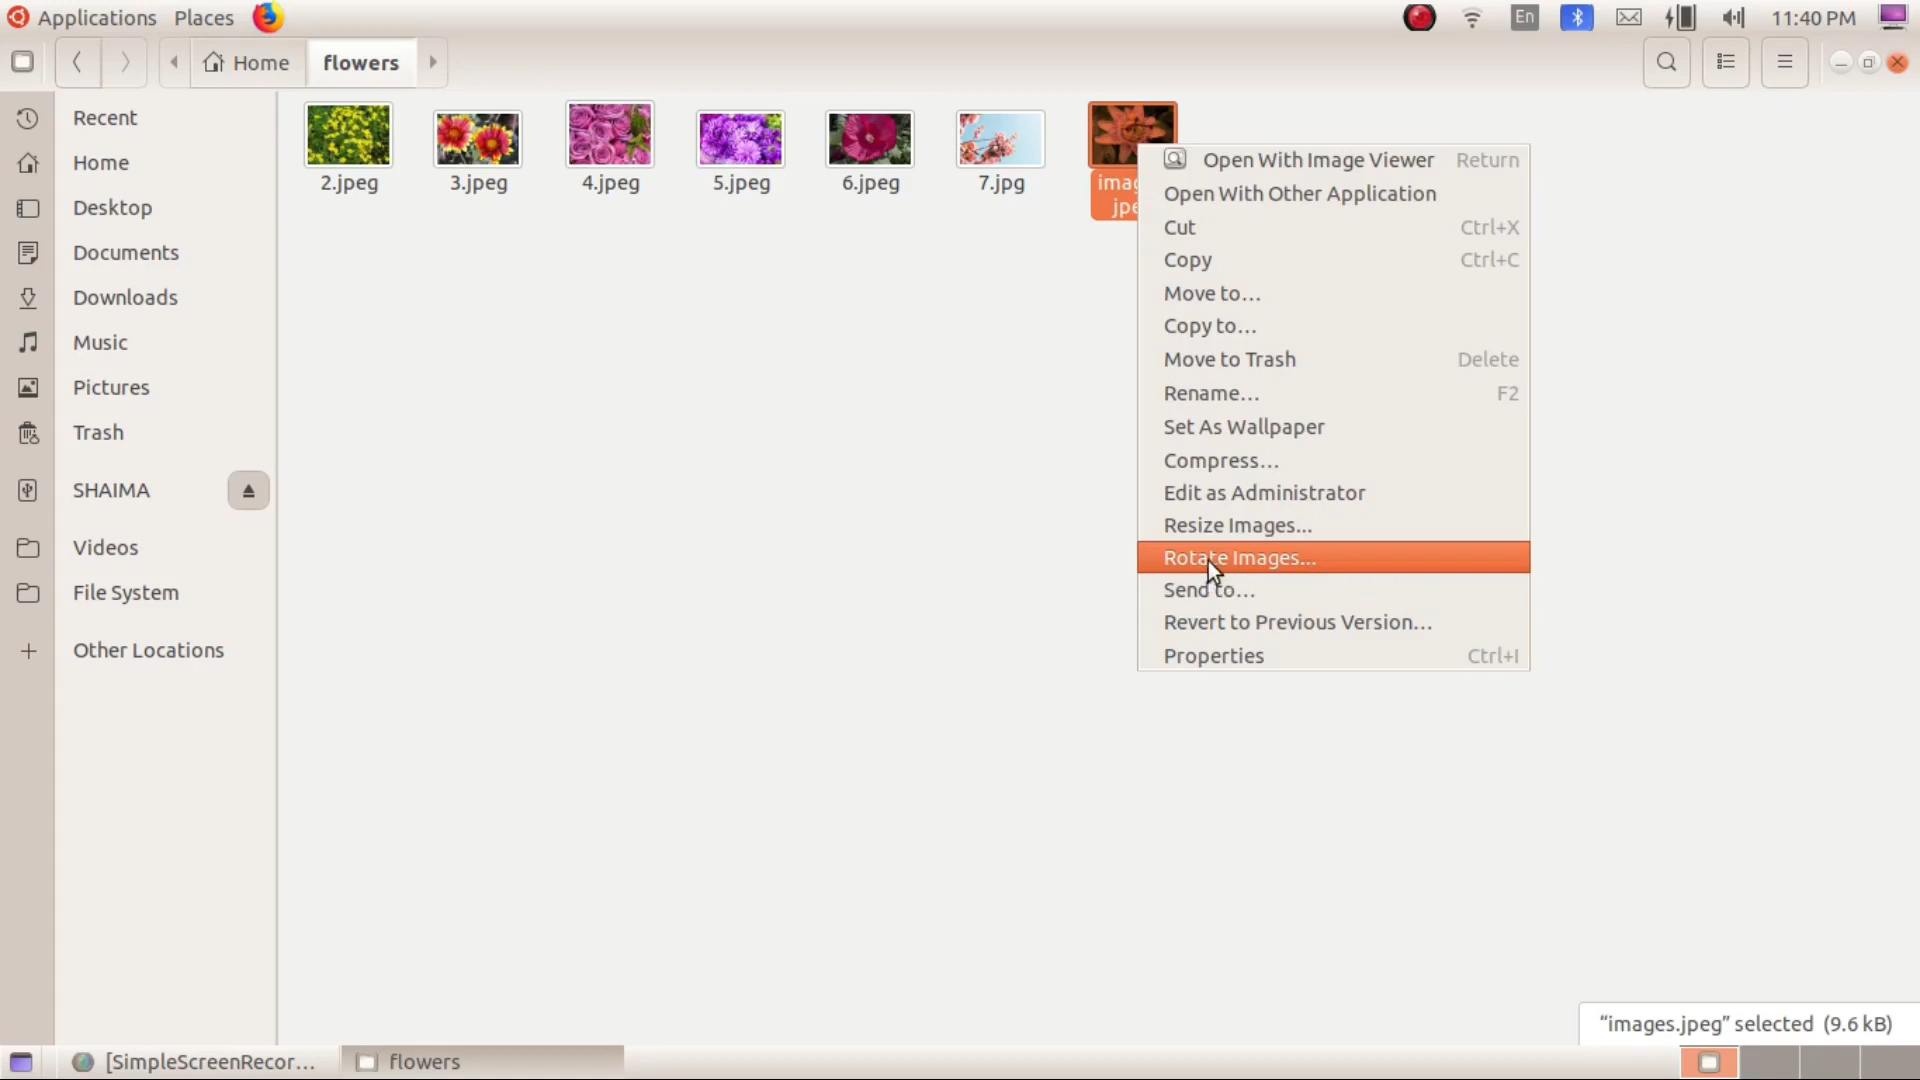 Applications Places En 11:40 PM
Home flowers
Recent
Home
Desktop
Documents
Downloads
Music
Pictures
Trash
SHAIMA
Videos
File System
Other Locations
2.jpeg 3.jpeg 4.jpeg 5.jpeg 6.jpeg 7.jpg
Open With Image Viewer Return
Open With Other Application
Cut Ctrl+X
Copy Ctrl+C
Move to...
Copy to...
Move to Trash Delete
Rename... F2
Set As Wallpaper
Compress...
Edit as Administrator
Resize Images...
Rotate Images...
Send to...
Revert to Previous Version...
Properties Ctrl+I
“images.jpeg” selected (9.6 kB)
[SimpleScreenRecor... flowers